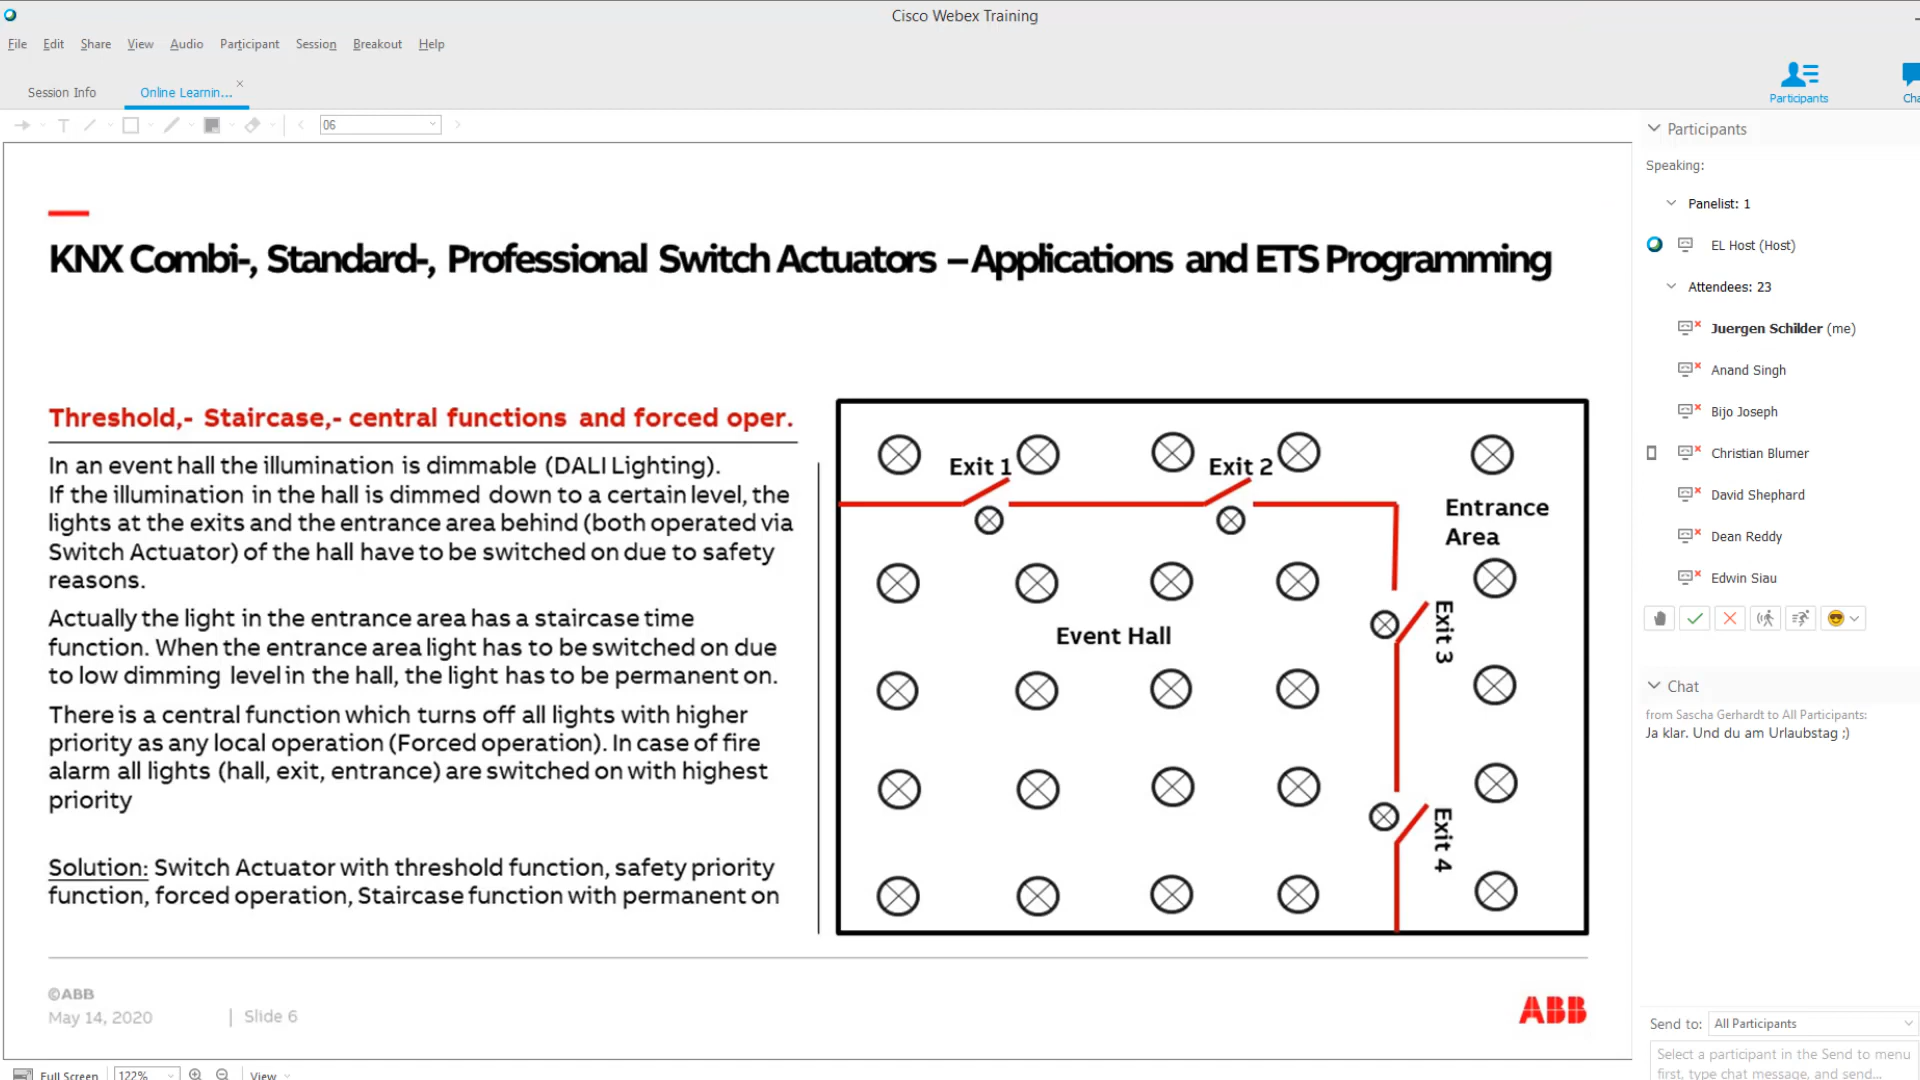 Cisco Webex Training
File Edit Share View Audio Participant Session Breakout Help
Session Info Online Learnin...
Participants
T 06
KNX Combi-, Standard-, Professional Switch Actuators – Applications and ETS Programming
Threshold,- Staircase,- central functions and forced oper.
In an event hall the illumination is dimmable (DALI Lighting).
If the illumination in the hall is dimmed down to a certain level, the
lights at the exits and the entrance area behind (both operated via
Switch Actuator) of the hall have to be switched on due to safety
reasons.
Actually the light in the entrance area has a staircase time
function. When the entrance area light has to be switched on due
to low dimming level in the hall, the light has to be permanent on.
There is a central function which turns off all lights with higher
priority as any local operation (Forced operation). In case of fire
alarm all lights (hall, exit, entrance) are switched on with highest
priority
Solution: Switch Actuator with threshold function, safety priority
function, forced operation, Staircase function with permanent on
Exit 1
Exit 2
Entrance
Area
Event Hall
Exit 3
Exit 4
©ABB
May 14, 2020
Slide 6
ABB
Full Screen 122% View
Participants
Speaking:
Panelist: 1
EL Host (Host)
Attendees: 23
Juergen Schilder (me)
Anand Singh
Bijo Joseph
Christian Blumer
David Shephard
Dean Reddy
Edwin Siau
Chat
from Sascha Gerhardt to All Participants:
Ja klar. Und du am Urlaubstag ;)
Send to: All Participants
Select a participant in the Send to menu
first, type chat message, and send...